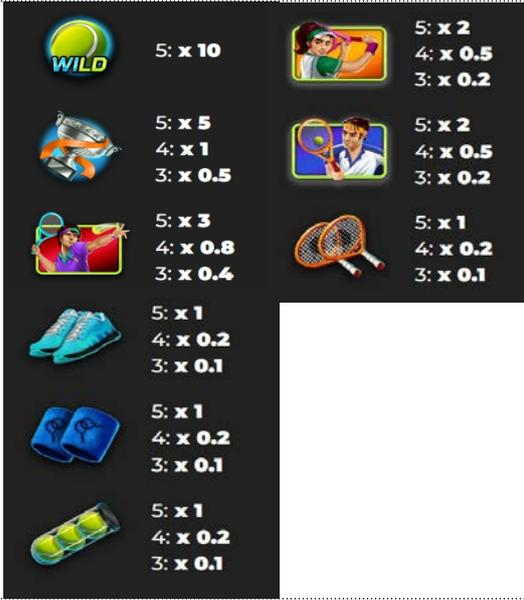 WILD
5: x 10
5: x 5
4: x 1
3: x 0.5
5: x 3
4: x 0.8
3: x 0.4
5: x 1
4: x 0.2
3: x 0.1
5: x 1
4: x 0.2
3: x 0.1
5: x 1
4: x 0.2
3: x 0.1
5: x 2
4: x 0.5
3: x 0.2
5: x 2
4: x 0.5
3: x 0.2
5: x 1
4: x 0.2
3: x 0.1